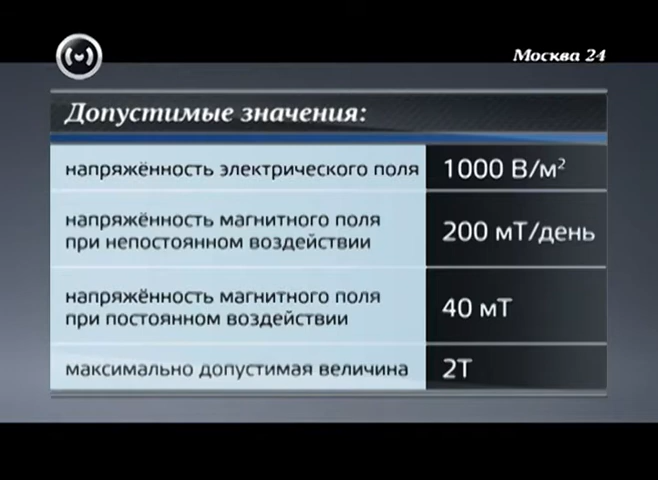 Москва 24
Допустимые значения:
напряжённость электрического поля 1000 В/м²
напряжённость магнитного поля
при непостоянном воздействии
200 мТ/день
напряжённость магнитного поля
при постоянном воздействии
40 мТ
максимально допустимая величина 2Т